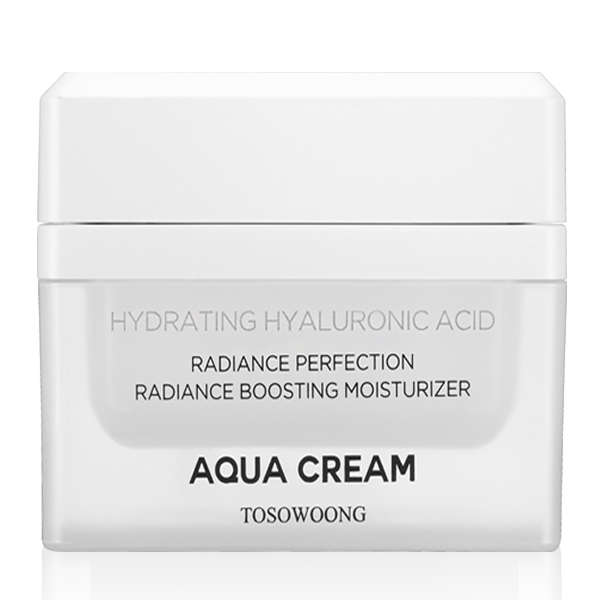 HYDRATING HYALURONIC ACID
RADIANCE PERFECTION
RADIANCE BOOSTING MOISTURIZER
AQUA CREAM
TOSOWOONG